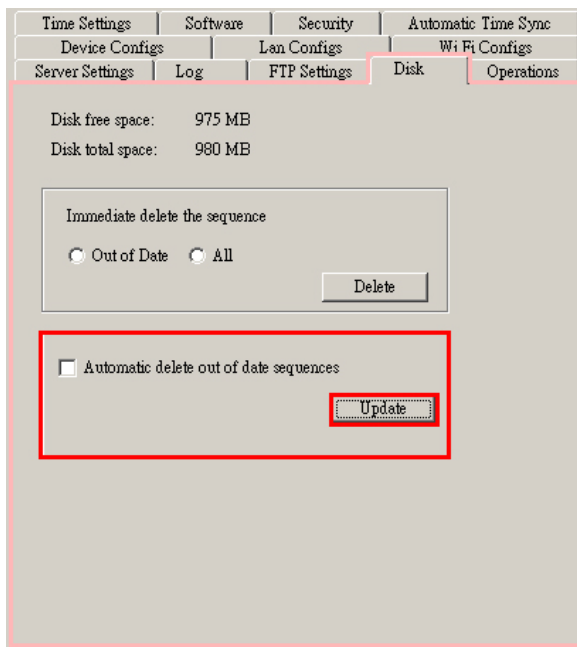 Time Settings Software Security Automatic Time Sync
Device Configs Lan Configs Wi Fi Configs
Server Settings Log FTP Settings Disk Operations
Disk free space: 975 MB
Disk total space: 980 MB
Immediate delete the sequence
Out of Date All
Delete
Automatic delete out of date sequences
Update